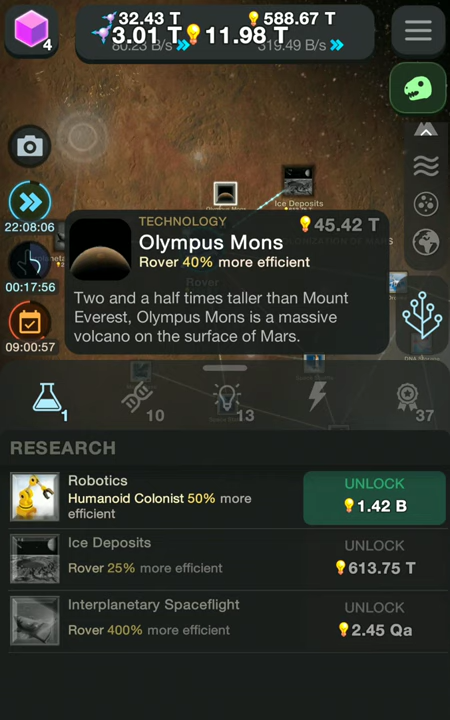 4
32.43 T
588.67 T
3.01 T
11.98 T
80.23 B/s
319.49 B/s
TECHNOLOGY
45.42 T
Olympus Mons
Rover 40% more efficient
Two and a half times taller than Mount
Everest, Olympus Mons is a massive
volcano on the surface of Mars.
Ice Deposits
22:08:06
00:17:56
09:00:57
1
10
13
37
RESEARCH
Robotics
Humanoid Colonist 50% more
efficient
UNLOCK
1.42 B
Ice Deposits
Rover 25% more efficient
UNLOCK
613.75 T
Interplanetary Spaceflight
Rover 400% more efficient
UNLOCK
2.45 Qa